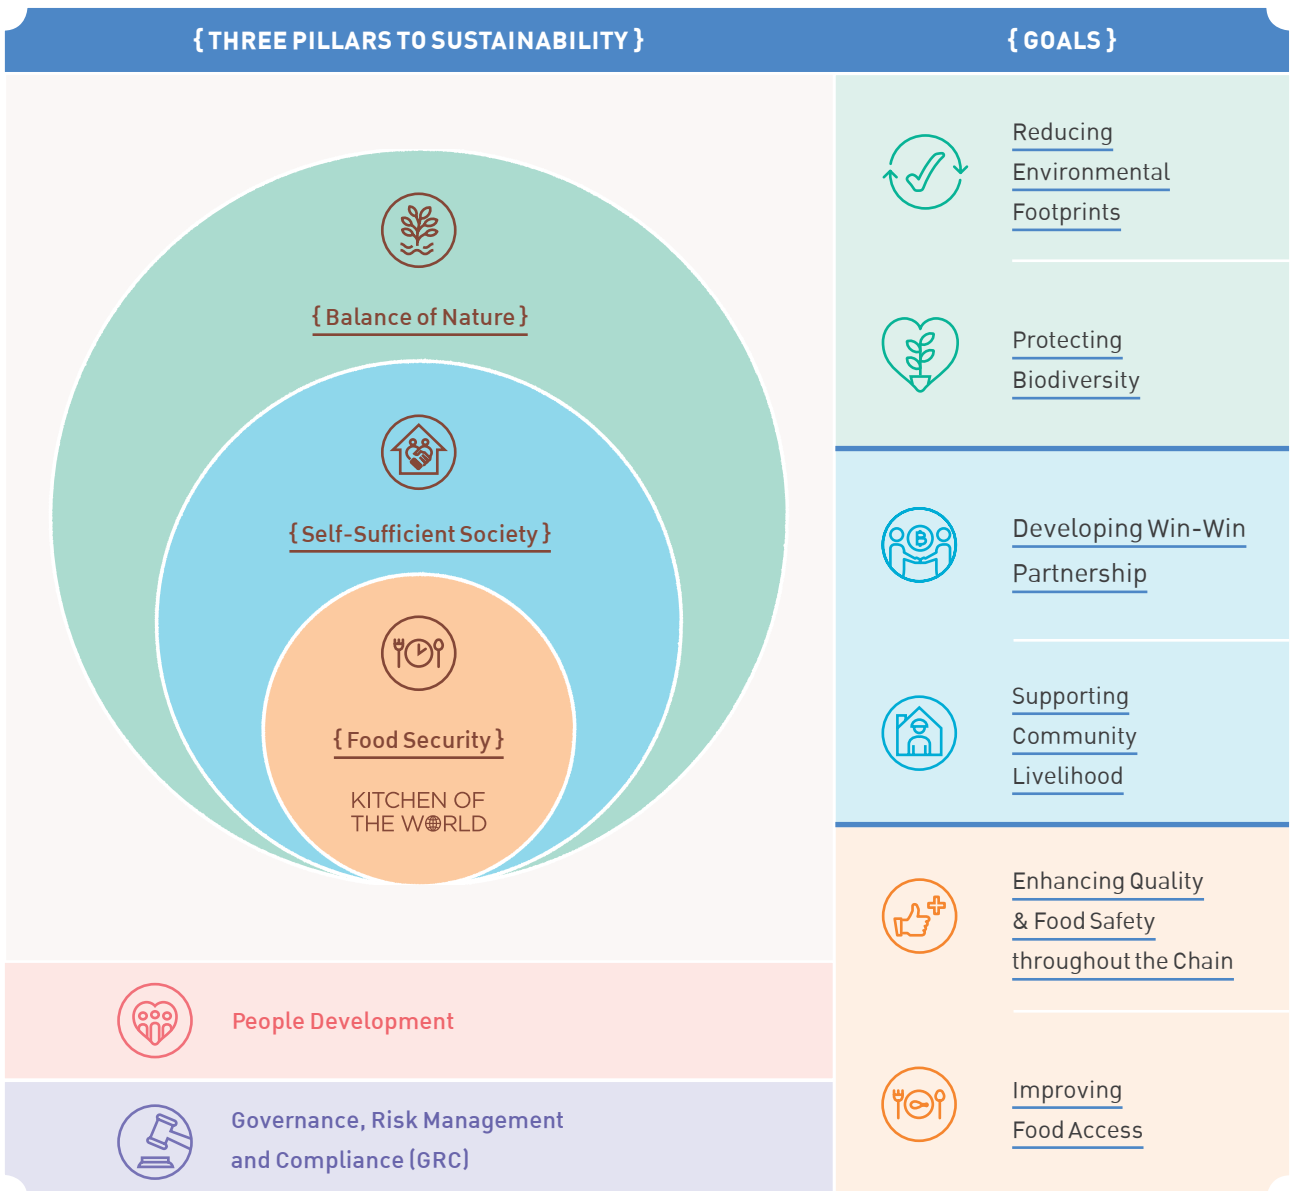 { THREE PILLARS TO SUSTAINABILITY }
{ Balance of Nature }
{ Self-Sufficient Society }
{ Food Security }
KITCHEN OF
THE WORLD
People Development
Governance, Risk Management
and Compliance (GRC)
{ GOALS }
Reducing
Environmental
Footprints
Protecting
Biodiversity
฿
Developing Win-Win
Partnership
Supporting
Community
Livelihood
Enhancing Quality
& Food Safety
throughout the Chain
Improving
Food Access